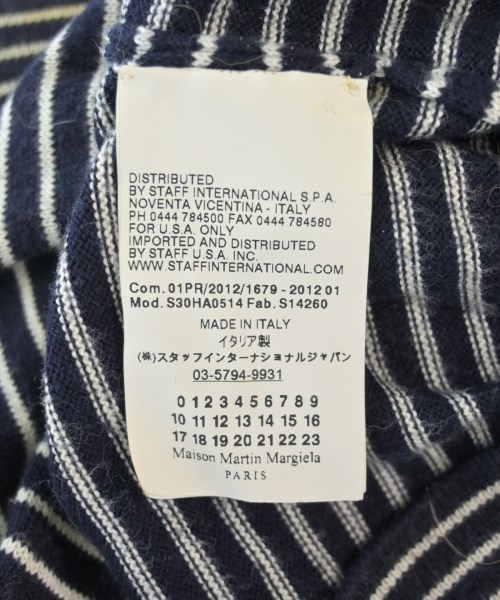 DISTRIBUTED
BY STAFF INTERNATIONAL S.P.A.
NOVENTA VICENTINA - ITALY
PH 0444 784500 FAX 0444 784580
FOR U.S.A. ONLY
IMPORTED AND DISTRIBUTED
BY STAFF U.S.A. INC.
WWW.STAFFINTERNATIONAL.COM
Com. 01PR/2012/1679 - 2012 01
Mod. S30HA0514 Fab. S14260
MADE IN ITALY
イタリア製
(株)スタッフインターナショナルジャパン
03-5794-9931
0 1 2 3 4 5 6 7 8 9
10 11 12 13 14 15 16
17 18 19 20 21 22 23
Maison Martin Margiela
PARIS